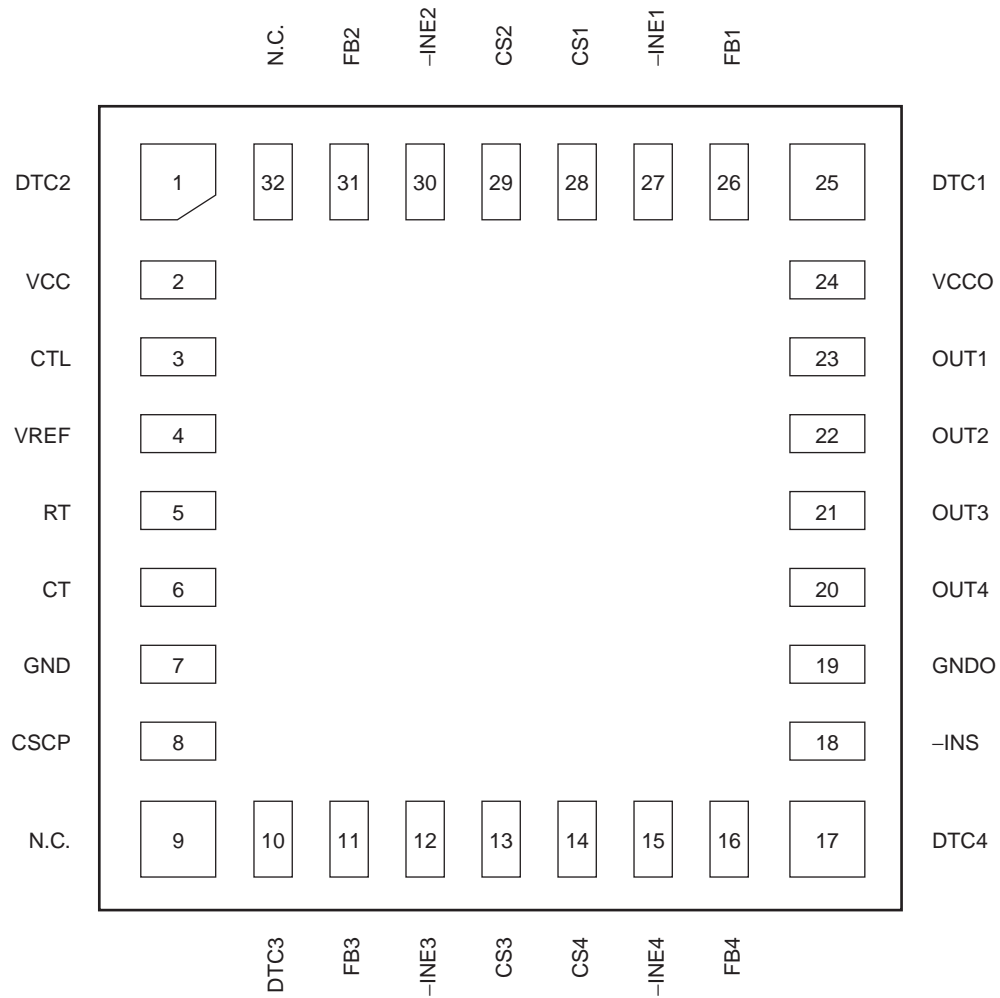 N.C. FB2 –INE2 CS2 CS1 –INE1 FB1
DTC2 1 32 31 30 29 28 27 26 25 DTC1
VCC 2 24 VCCO
CTL 3 23 OUT1
VREF 4 22 OUT2
RT 5 21 OUT3
CT 6 20 OUT4
GND 7 19 GNDO
CSCP 8 18 –INS
N.C. 9 10 11 12 13 14 15 16 17 DTC4
DTC3 FB3 –INE3 CS3 CS4 –INE4 FB4